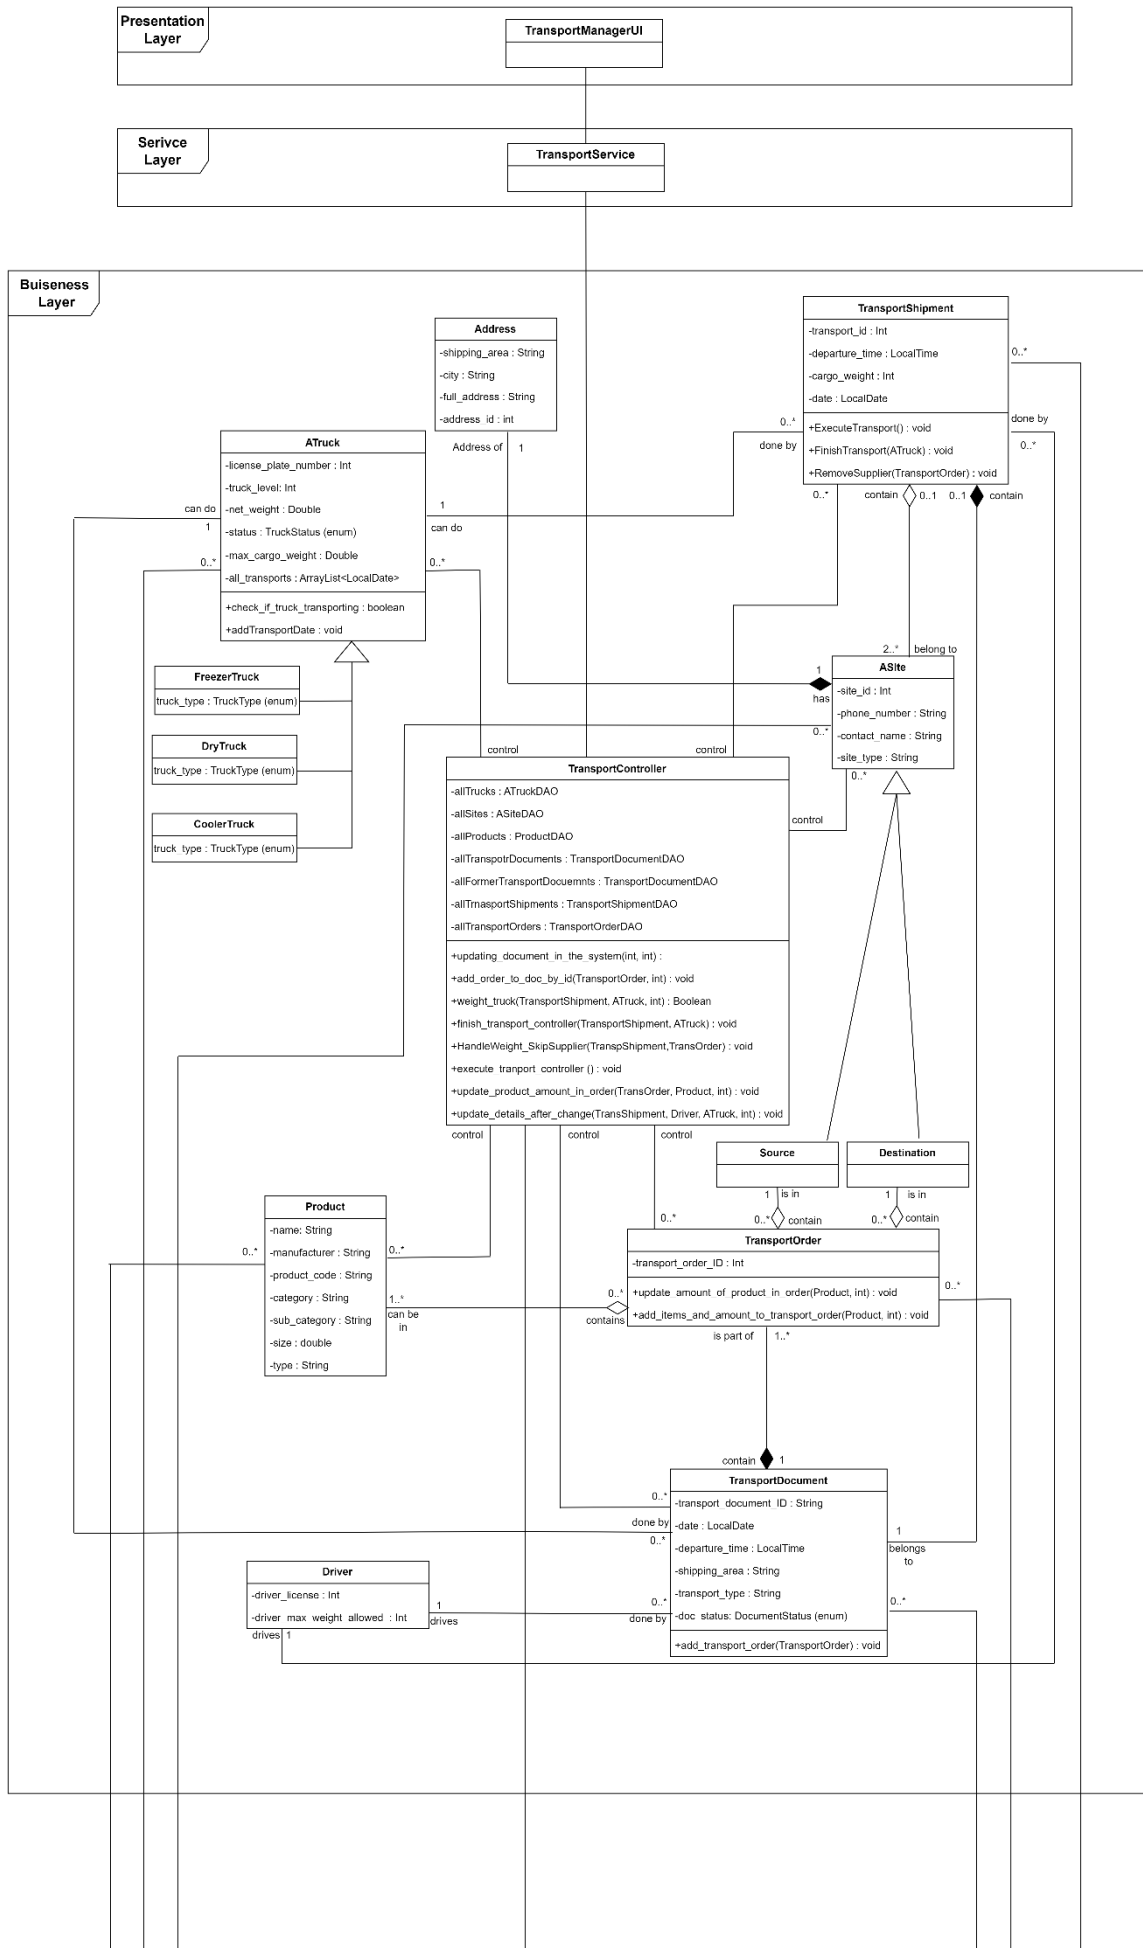 Presentation
Layer
TransportManagerUI
Serivce
Layer
TransportService
Buiseness
Layer
TransportShipment
-transport_id : Int
-departure_time : LocalTime
-cargo_weight : Int
-date : LocalDate
+ExecuteTransport() : void
+FinishTransport(ATruck) : void
+RemoveSupplier(TransportOrder) : void
0..*
done by
0..*
0..*
done by
0..*
contain
0..1
0..1
contain
Address
-shipping_area : String
-city : String
-full_address : String
-address_id : int
Address of
1
ATruck
-license_plate_number : Int
-truck_level: Int
-net_weight : Double
-status : TruckStatus (enum)
-max_cargo_weight : Double
-all_transports : ArrayList<LocalDate>
+check_if_truck_transporting : boolean
+addTransportDate : void
can do
1
0..*
1
can do
0..*
FreezerTruck
truck_type : TruckType (enum)
DryTruck
truck_type : TruckType (enum)
CoolerTruck
truck_type : TruckType (enum)
2..*
belong to
ASite
-site_id : Int
-phone_number : String
-contact_name : String
-site_type : String
1
has
0..*
0..*
control
control
control
TransportController
-allTrucks : ATruckDAO
-allSites : ASiteDAO
-allProducts : ProductDAO
-allTranspotrDocuments : TransportDocumentDAO
-allFormerTransportDocuemnts : TransportDocumentDAO
-allTrnasportShipments : TransportShipmentDAO
-allTransportOrders : TransportOrderDAO
+updating_document_in_the_system(int, int) :
+add_order_to_doc_by_id(TransportOrder, int) : void
+weight_truck(TransportShipment, ATruck, int) : Boolean
+finish_transport_controller(TransportShipment, ATruck) : void
+HandleWeight_SkipSupplier(TranspShipment,TransOrder) : void
+execute_tranport_controller () : void
+update_product_amount_in_order(TransOrder, Product, int) : void
+update_details_after_change(TransShipment, Driver, ATruck, int) : void
control
control
control
Source
1
is in
0..*
contain
Destination
1
is in
0..*
contain
Product
-name: String
-manufacturer : String
-product_code : String
-category : String
-sub_category : String
-size : double
-type : String
0..*
0..*
1..*
can be
in
0..*
TransportOrder
-transport_order_ID : Int
+update_amount_of_product_in_order(Product, int) : void
+add_items_and_amount_to_transport_order(Product, int) : void
0..*
contains
0..*
is part of
1..*
contain
1
TransportDocument
-transport_document_ID : String
-date : LocalDate
-departure_time : LocalTime
-shipping_area : String
-transport_type : String
-doc_status: DocumentStatus (enum)
+add_transport_order(TransportOrder) : void
0..*
done by
0..*
0..*
done by
1
belongs
to
0..*
Driver
-driver_license : Int
-driver_max_weight_allowed : Int
1
drives
drives
1